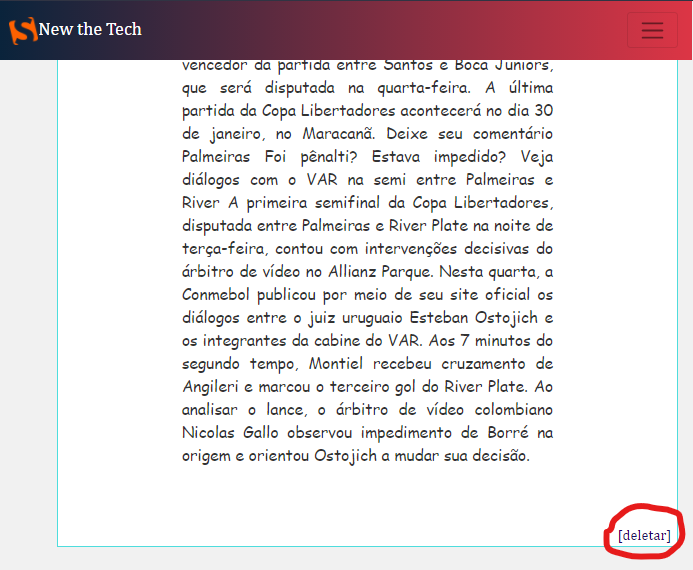 New the Tech
vencedor da partida entre Santos e Boca Juniors,
que será disputada na quarta-feira. A última
partida da Copa Libertadores acontecerá no dia 30
de janeiro, no Maracanã. Deixe seu comentário
Palmeiras Foi pênalti? Estava impedido? Veja
diálogos com o VAR na semi entre Palmeiras e
River A primeira semifinal da Copa Libertadores,
disputada entre Palmeiras e River Plate na noite de
terça-feira, contou com intervenções decisivas do
árbitro de vídeo no Allianz Parque. Nesta quarta, a
Conmebol publicou por meio de seu site oficial os
diálogos entre o juiz uruguaio Esteban Ostojich e
os integrantes da cabine do VAR. Aos 7 minutos do
segundo tempo, Montiel recebeu cruzamento de
Angileri e marcou o terceiro gol do River Plate. Ao
analisar o lance, o árbitro de vídeo colombiano
Nicolas Gallo observou impedimento de Borré na
origem e orientou Ostojich a mudar sua decisão.
[deletar]